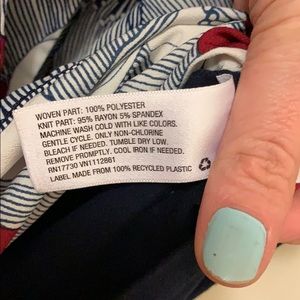 WOVEN PART: 100% POLYESTER
KNIT PART: 95% RAYON 5% SPANDEX
MACHINE WASH COLD WITH LIKE COLORS.
GENTLE CYCLE. ONLY NON-CHLORINE
BLEACH IF NEEDED. TUMBLE DRY LOW.
REMOVE PROMPTLY. COOL IRON IF NEEDED.
RN17730 VN1112861
LABEL MADE FROM 100% RECYCLED PLASTIC